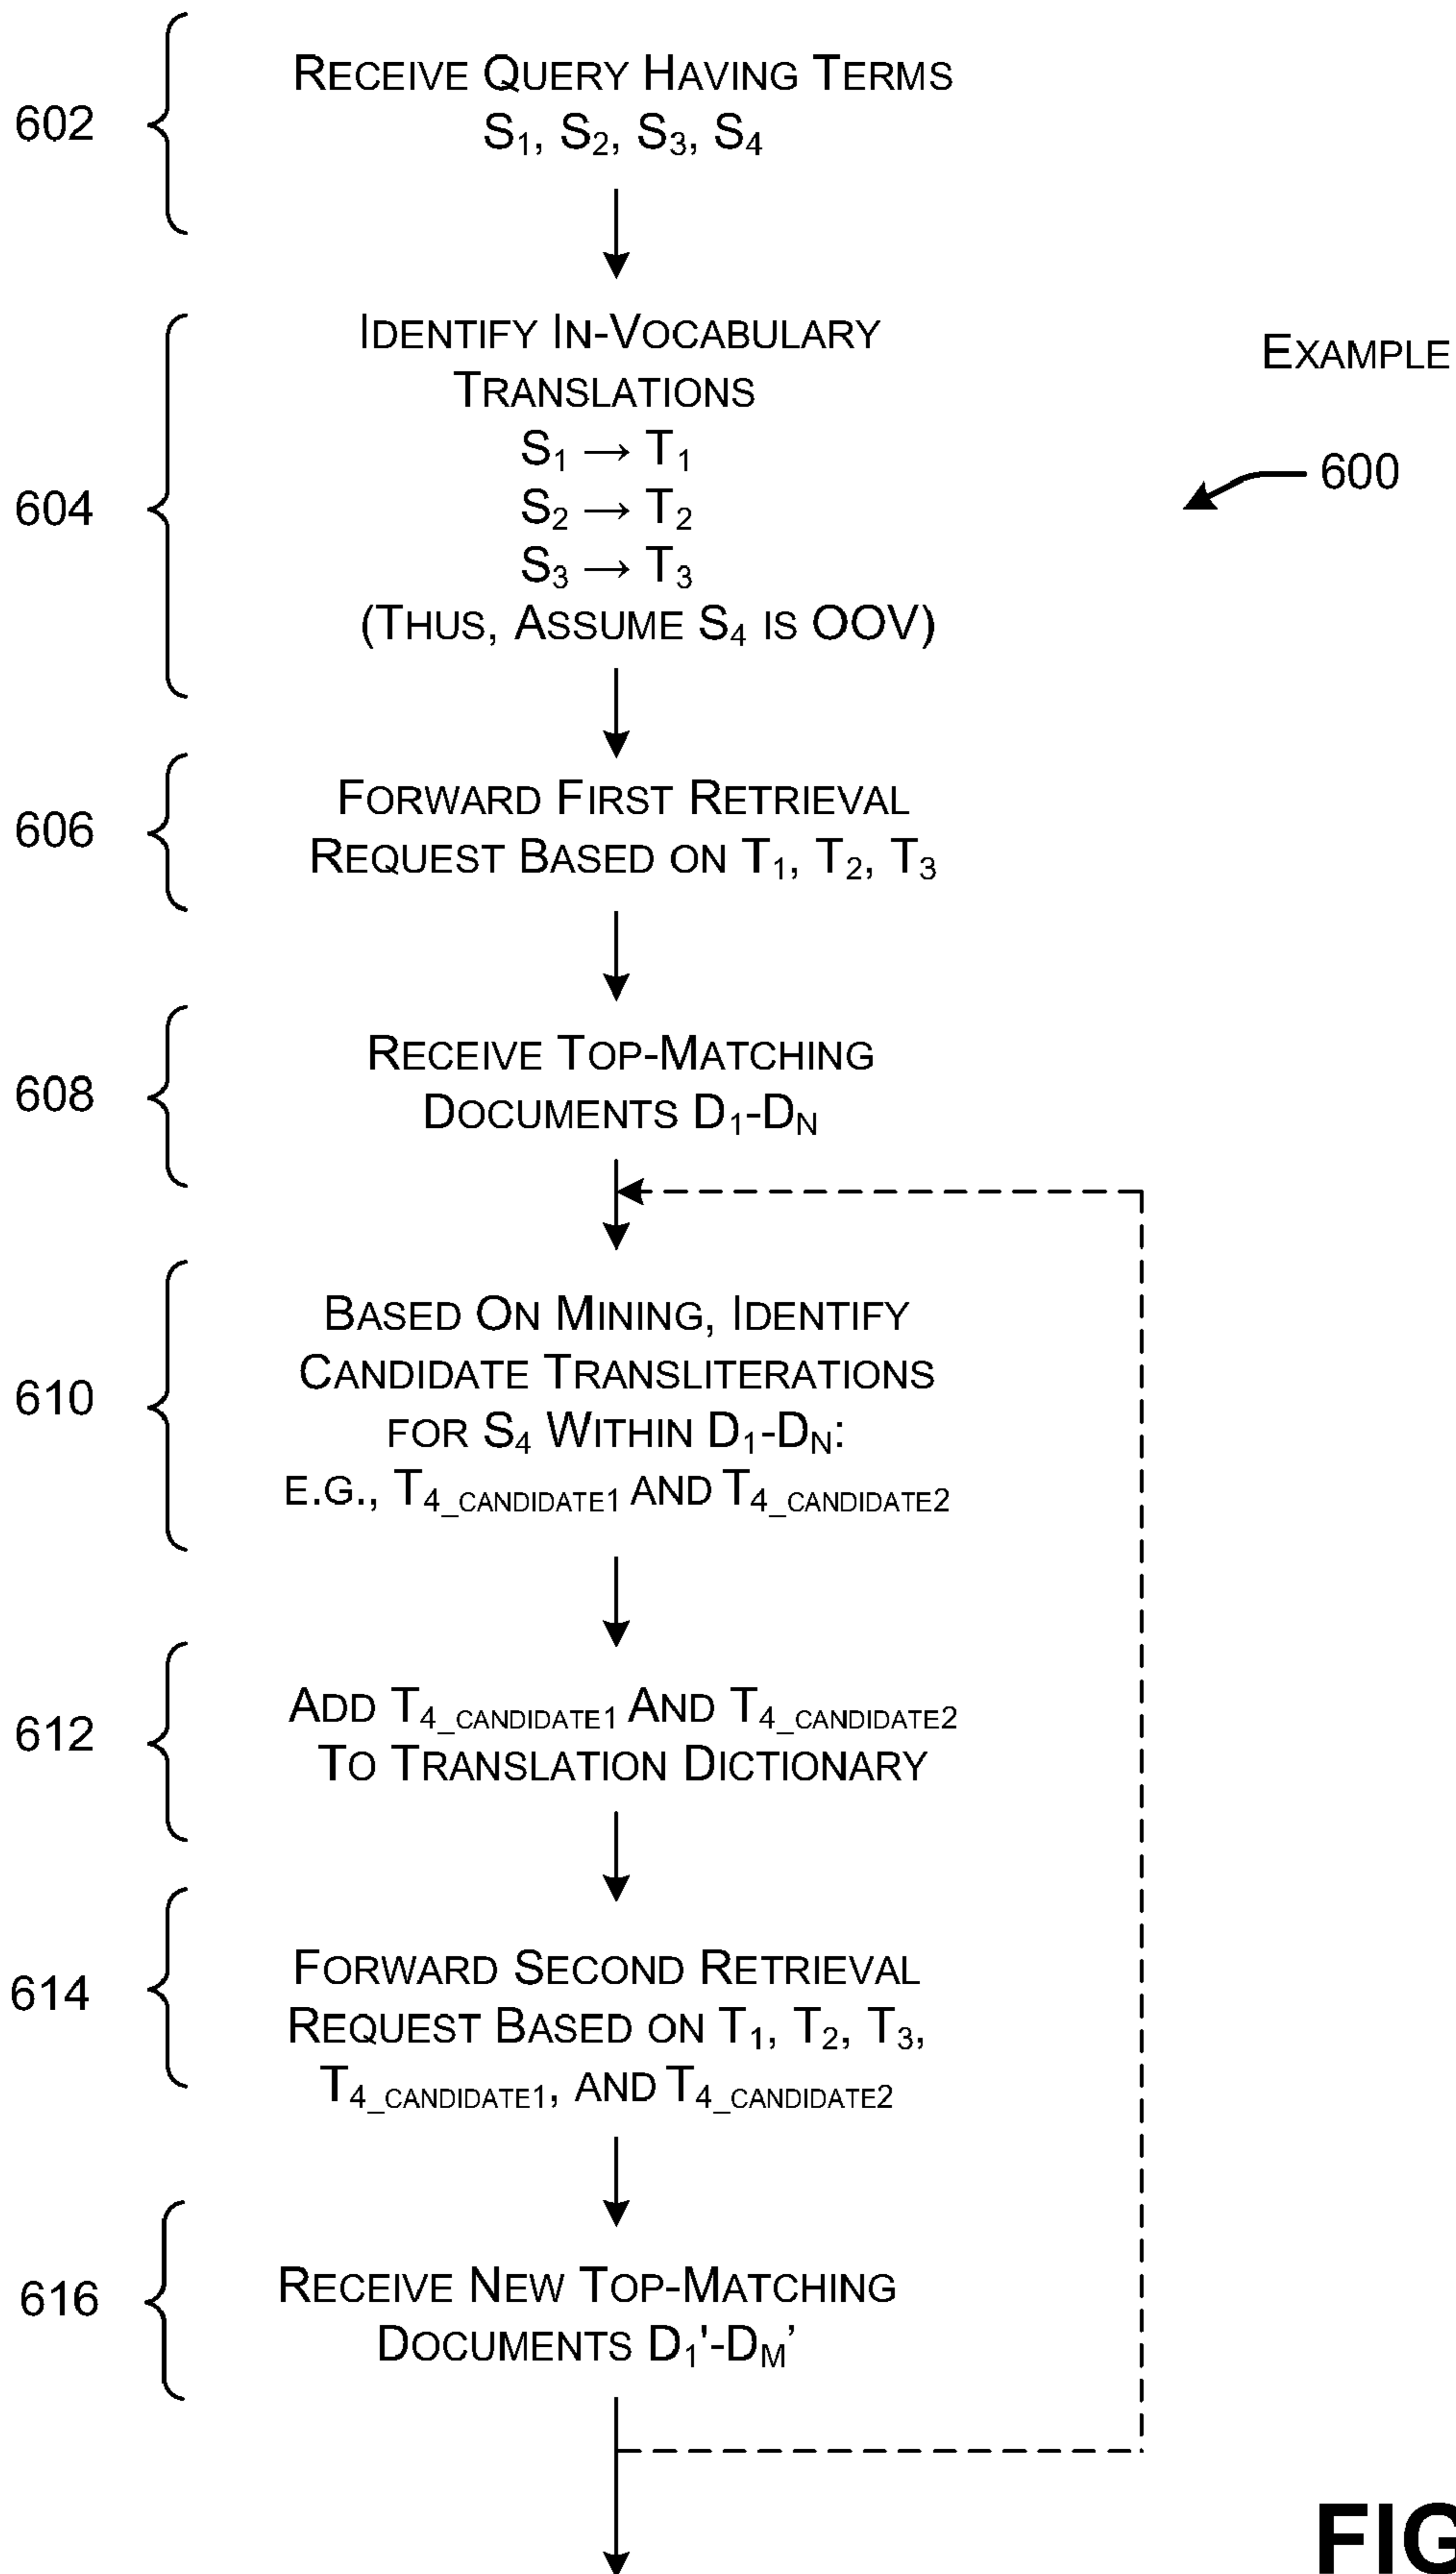 602
RECEIVE QUERY HAVING TERMS
S1, S2, S3, S4
604
IDENTIFY IN-VOCABULARY
TRANSLATIONS
S1 → T1
S2 → T2
S3 → T3
(THUS, ASSUME S4 IS OOV)
EXAMPLE
600
606
FORWARD FIRST RETRIEVAL
REQUEST BASED ON T1, T2, T3
608
RECEIVE TOP-MATCHING
DOCUMENTS D1-DN
610
BASED ON MINING, IDENTIFY
CANDIDATE TRANSLITERATIONS
FOR S4 WITHIN D1-DN:
E.G., T4_CANDIDATE1 AND T4_CANDIDATE2
612
ADD T4_CANDIDATE1 AND T4_CANDIDATE2
TO TRANSLATION DICTIONARY
614
FORWARD SECOND RETRIEVAL
REQUEST BASED ON T1, T2, T3,
T4_CANDIDATE1, AND T4_CANDIDATE2
616
RECEIVE NEW TOP-MATCHING
DOCUMENTS D1'-DM’
FIG